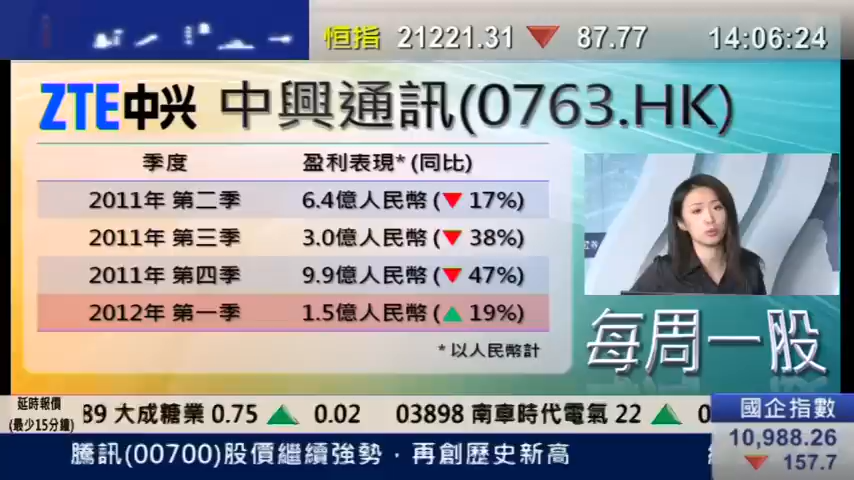 恒指 21221.31 ▼ 87.77 14:06:24
ZTE中兴 中興通訊(0763.HK)
季度 盈利表現*(同比)
2011年 第二季 6.4億人民幣(▼ 17%)
2011年 第三季 3.0億人民幣(▼ 38%)
2011年 第四季 9.9億人民幣(▼ 47%)
2012年 第一季 1.5億人民幣(▲ 19%)
*以人民幣計
每周一股
延時報價
(最少15分鐘)
89 大成糖業 0.75 ▲ 0.02 03898 南車時代電氣 22 ▲
國企指數
10,988.26
▼ 157.7
騰訊(00700)股價繼續強勢，再創歷史新高